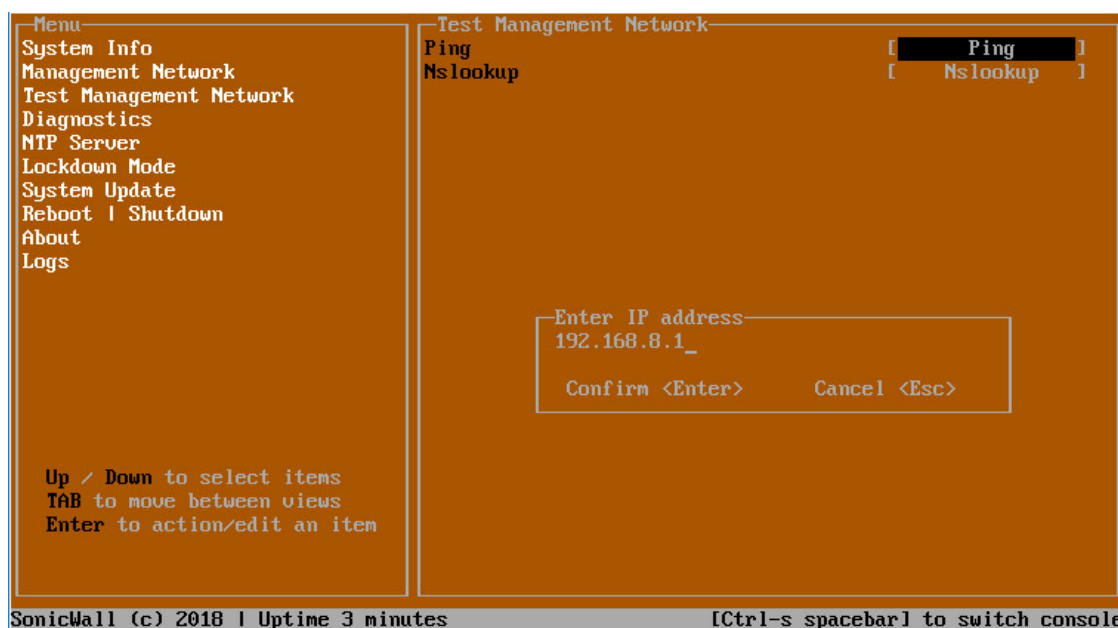 Menu
System Info
Management Network
Test Management Network
Diagnostics
NTP Server
Lockdown Mode
System Update
Reboot | Shutdown
About
Logs
Up / Down to select items
TAB to move between views
Enter to action/edit an item
Test Management Network
Ping [ Ping ]
Nslookup [ Nslookup ]
Enter IP address
192.168.8.1_
Confirm <Enter> Cancel <Esc>
SonicWall (c) 2018 | Uptime 3 minutes [Ctrl-s spacebar] to switch console